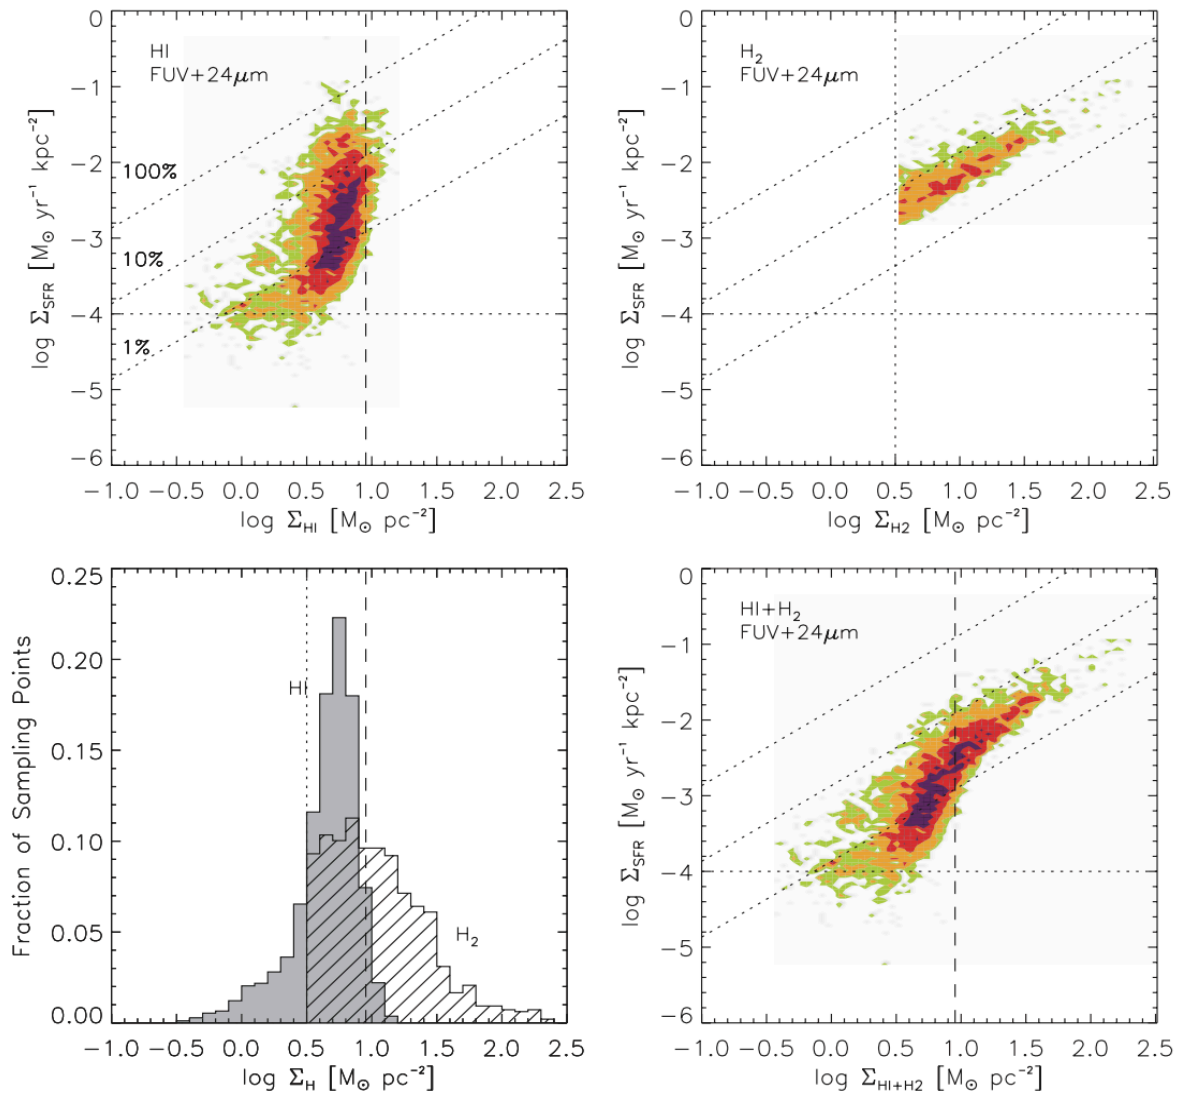 HI
FUV+24μm
100%
10%
1%
0
−1
−2
−3
−4
−5
−6
log Σ_SFR [M⊙ yr⁻¹ kpc⁻²]
−1.0 −0.5 0.0 0.5 1.0 1.5 2.0 2.5
log Σ_HI [M⊙ pc⁻²]
H₂
FUV+24μm
0
−1
−2
−3
−4
−5
−6
log Σ_SFR [M⊙ yr⁻¹ kpc⁻²]
−1.0 −0.5 0.0 0.5 1.0 1.5 2.0 2.5
log Σ_H2 [M⊙ pc⁻²]
0.25
0.20
0.15
0.10
0.05
0.00
Fraction of Sampling Points
HI
H₂
−1.0 −0.5 0.0 0.5 1.0 1.5 2.0 2.5
log Σ_H [M⊙ pc⁻²]
HI+H₂
FUV+24μm
0
−1
−2
−3
−4
−5
−6
log Σ_SFR [M⊙ yr⁻¹ kpc⁻²]
−1.0 −0.5 0.0 0.5 1.0 1.5 2.0 2.5
log Σ_HI+H2 [M⊙ pc⁻²]